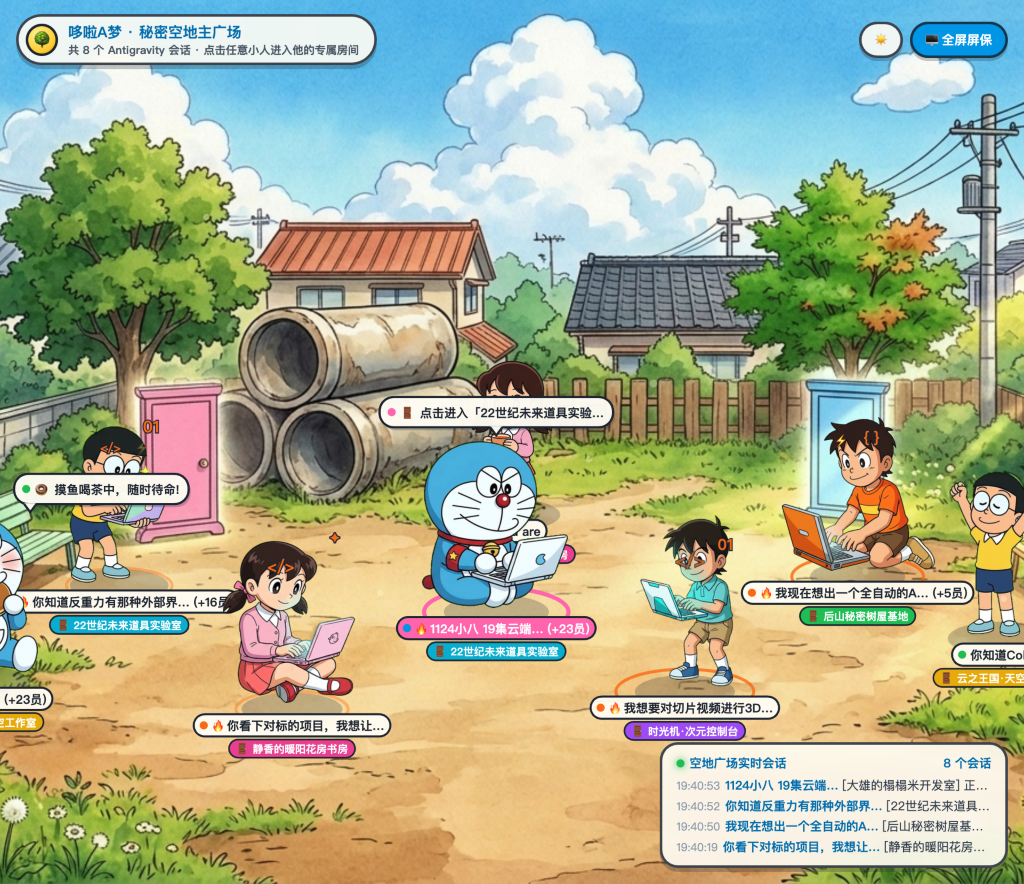 哆啦A梦 · 秘密空地主广场
共 8 个 Antigravity 会话 · 点击任意小人进入他的专属房间
全屏屏保
点击进入「22世纪未来道具实验...
01
</>
{}
摸鱼喝茶中，随时待命!
are
01
</>
< >
你知道反重力有那种外部界... (+16员
22世纪未来道具实验室
1124小八 19集云端... (+23员)
22世纪未来道具实验室
我现在想出一个全自动的A... (+5员)
后山秘密树屋基地
你知道Col
云之王国·天空
(+23员)
空工作室
你看下对标的项目，我想让...
静香的暖阳花房书房
我想要对切片视频进行3D...
时光机·次元控制台
空地广场实时会话
8 个会话
19:40:53 1124小八 19集云端... [大雄的榻榻米开发室] 正...
19:40:52 你知道反重力有那种外部界... [22世纪未来道具...
19:40:50 我现在想出一个全自动的A... [后山秘密树屋基...
19:40:19 你看下对标的项目，我想让... [静香的暖阳花房...